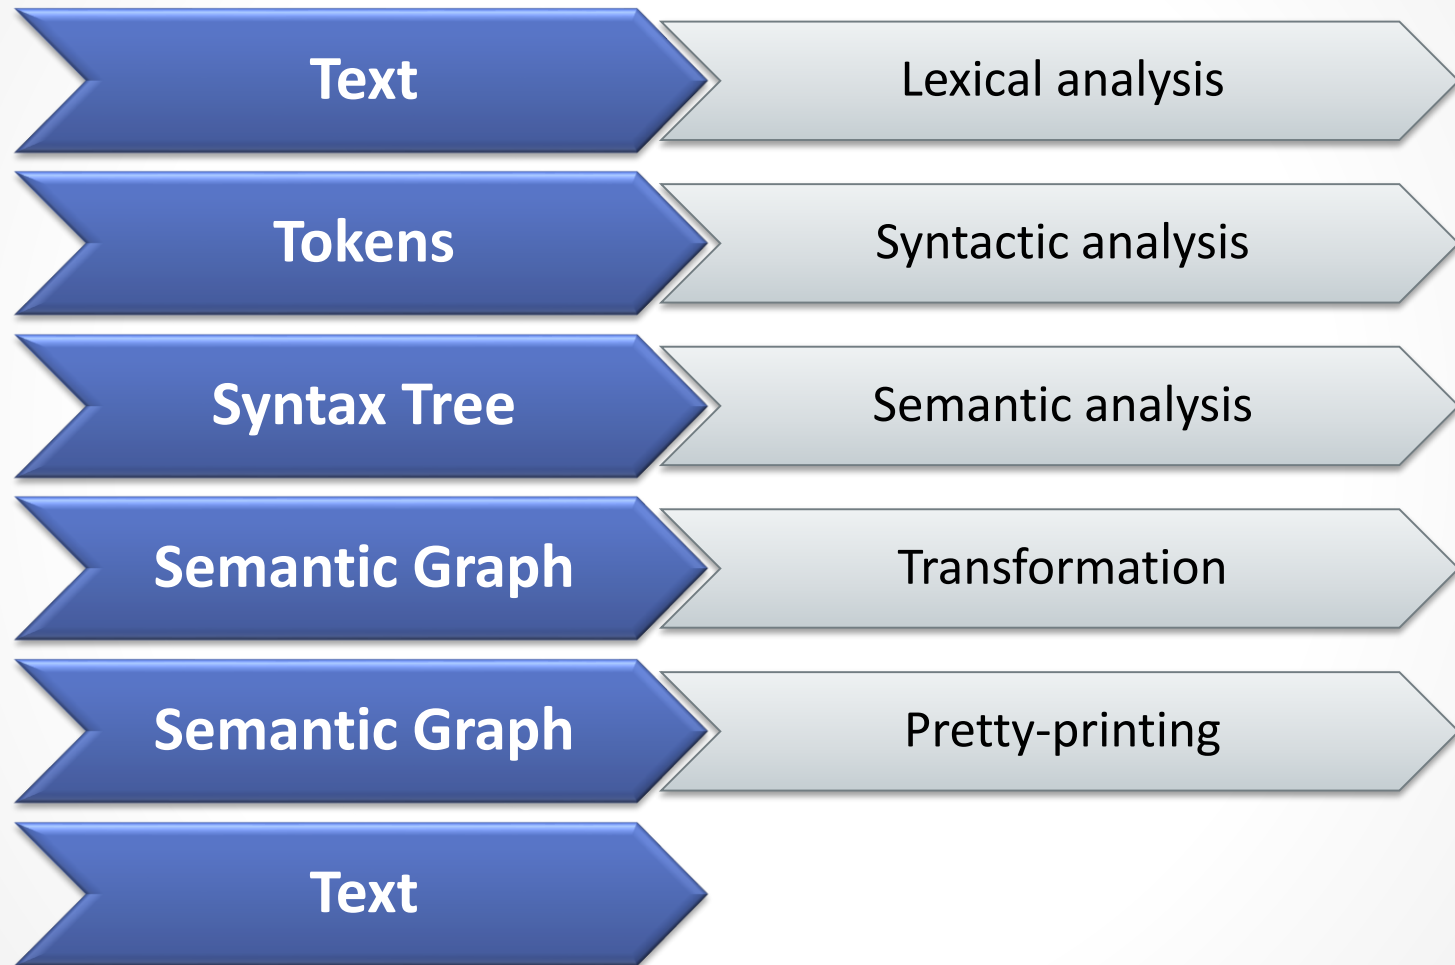 Text
Lexical analysis
Tokens
Syntactic analysis
Syntax Tree
Semantic analysis
Semantic Graph
Transformation
Semantic Graph
Pretty-printing
Text